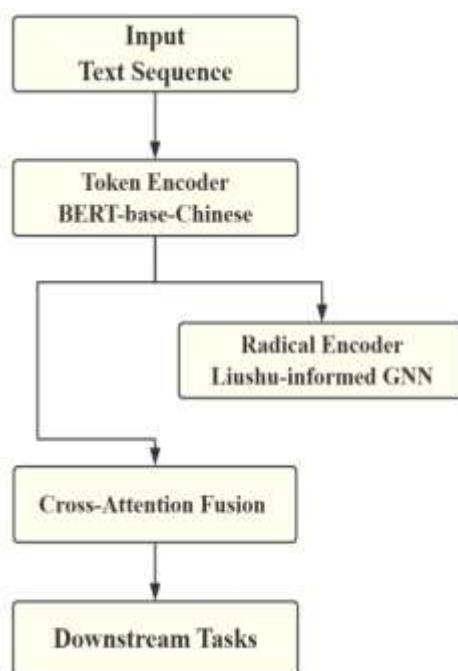 Input
Text Sequence
Token Encoder
BERT-base-Chinese
Radical Encoder
Liushu-informed GNN
Cross-Attention Fusion
Downstream Tasks